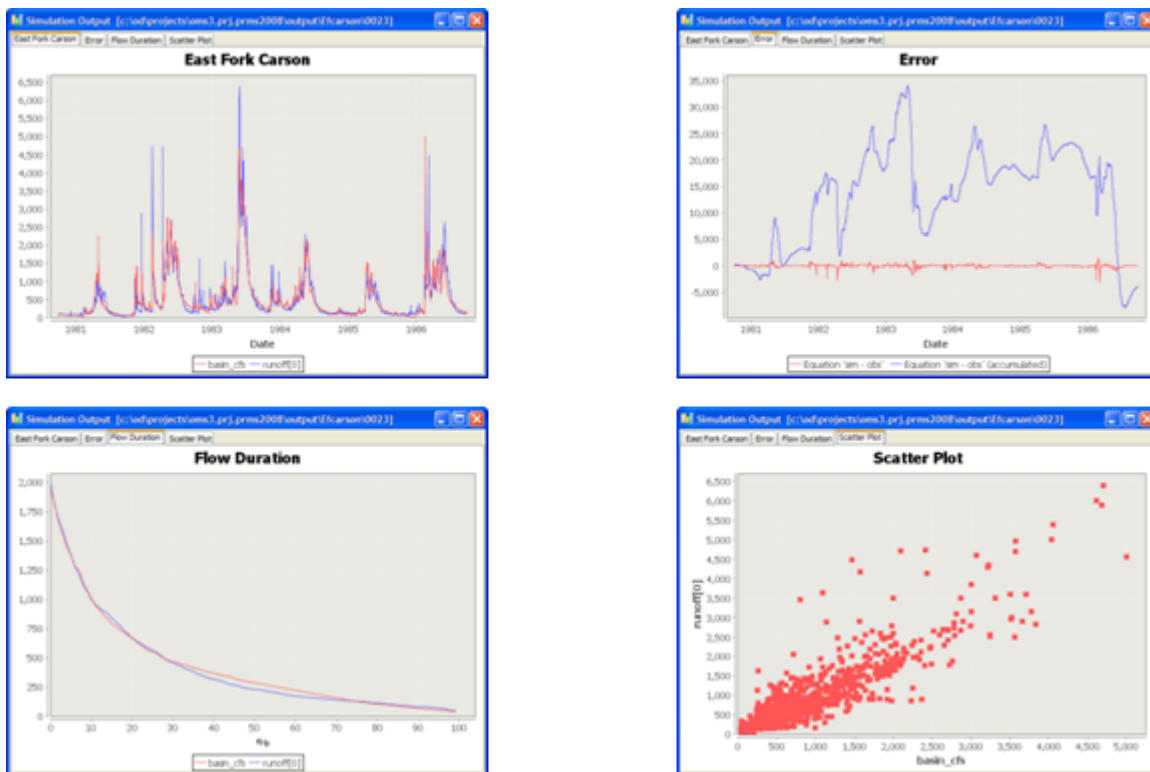 Simulation Output [c:\od\projects\oms3.prj.prms2008\output\Efcarson\0023]
East Fork Carson Error Flow Duration Scatter Plot
East Fork Carson
6,500
6,000
5,500
5,000
4,500
4,000
3,500
3,000
2,500
2,000
1,500
1,000
500
0
1981 1982 1983 1984 1985 1986
Date
basin_cfs runoff[0]
Simulation Output [c:\od\projects\oms3.prj.prms2008\output\Efcarson\0023]
East Fork Carson Error Flow Duration Scatter Plot
Error
35,000
30,000
25,000
20,000
15,000
10,000
5,000
0
-5,000
1981 1982 1983 1984 1985 1986
Date
Equation 'sim - obs' Equation 'sim - obs' (accumulated)
Simulation Output [c:\od\projects\oms3.prj.prms2008\output\Efcarson\0023]
East Fork Carson Error Flow Duration Scatter Plot
Flow Duration
2,000
1,750
1,500
1,250
1,000
750
500
250
0
0 10 20 30 40 50 60 70 80 90 100
%
basin_cfs runoff[0]
Simulation Output [c:\od\projects\oms3.prj.prms2008\output\Efcarson\0023]
East Fork Carson Error Flow Duration Scatter Plot
Scatter Plot
6,500
6,000
5,500
5,000
4,500
4,000
3,500
3,000
2,500
2,000
1,500
1,000
500
0
runoff[0]
0 500 1,000 1,500 2,000 2,500 3,000 3,500 4,000 4,500 5,000
basin_cfs